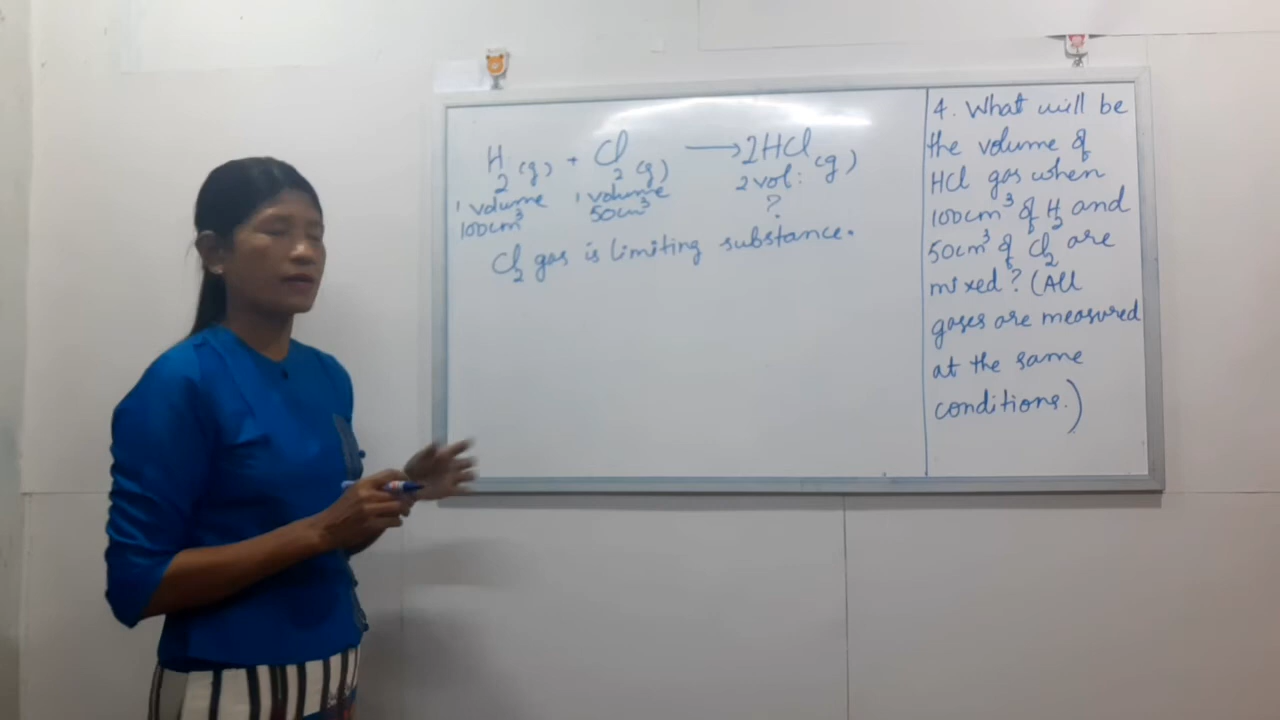 H2(g) + Cl2(g) → 2HCl(g)
1 volume 1 volume 2 vol:
100cm³ 50cm³ ?
Cl2 gas is limiting substance.
4. What will be
the volume of
HCl gas when
100cm³ of H2 and
50cm³ of Cl2 are
mixed? (All
gases are measured
at the same
conditions.)